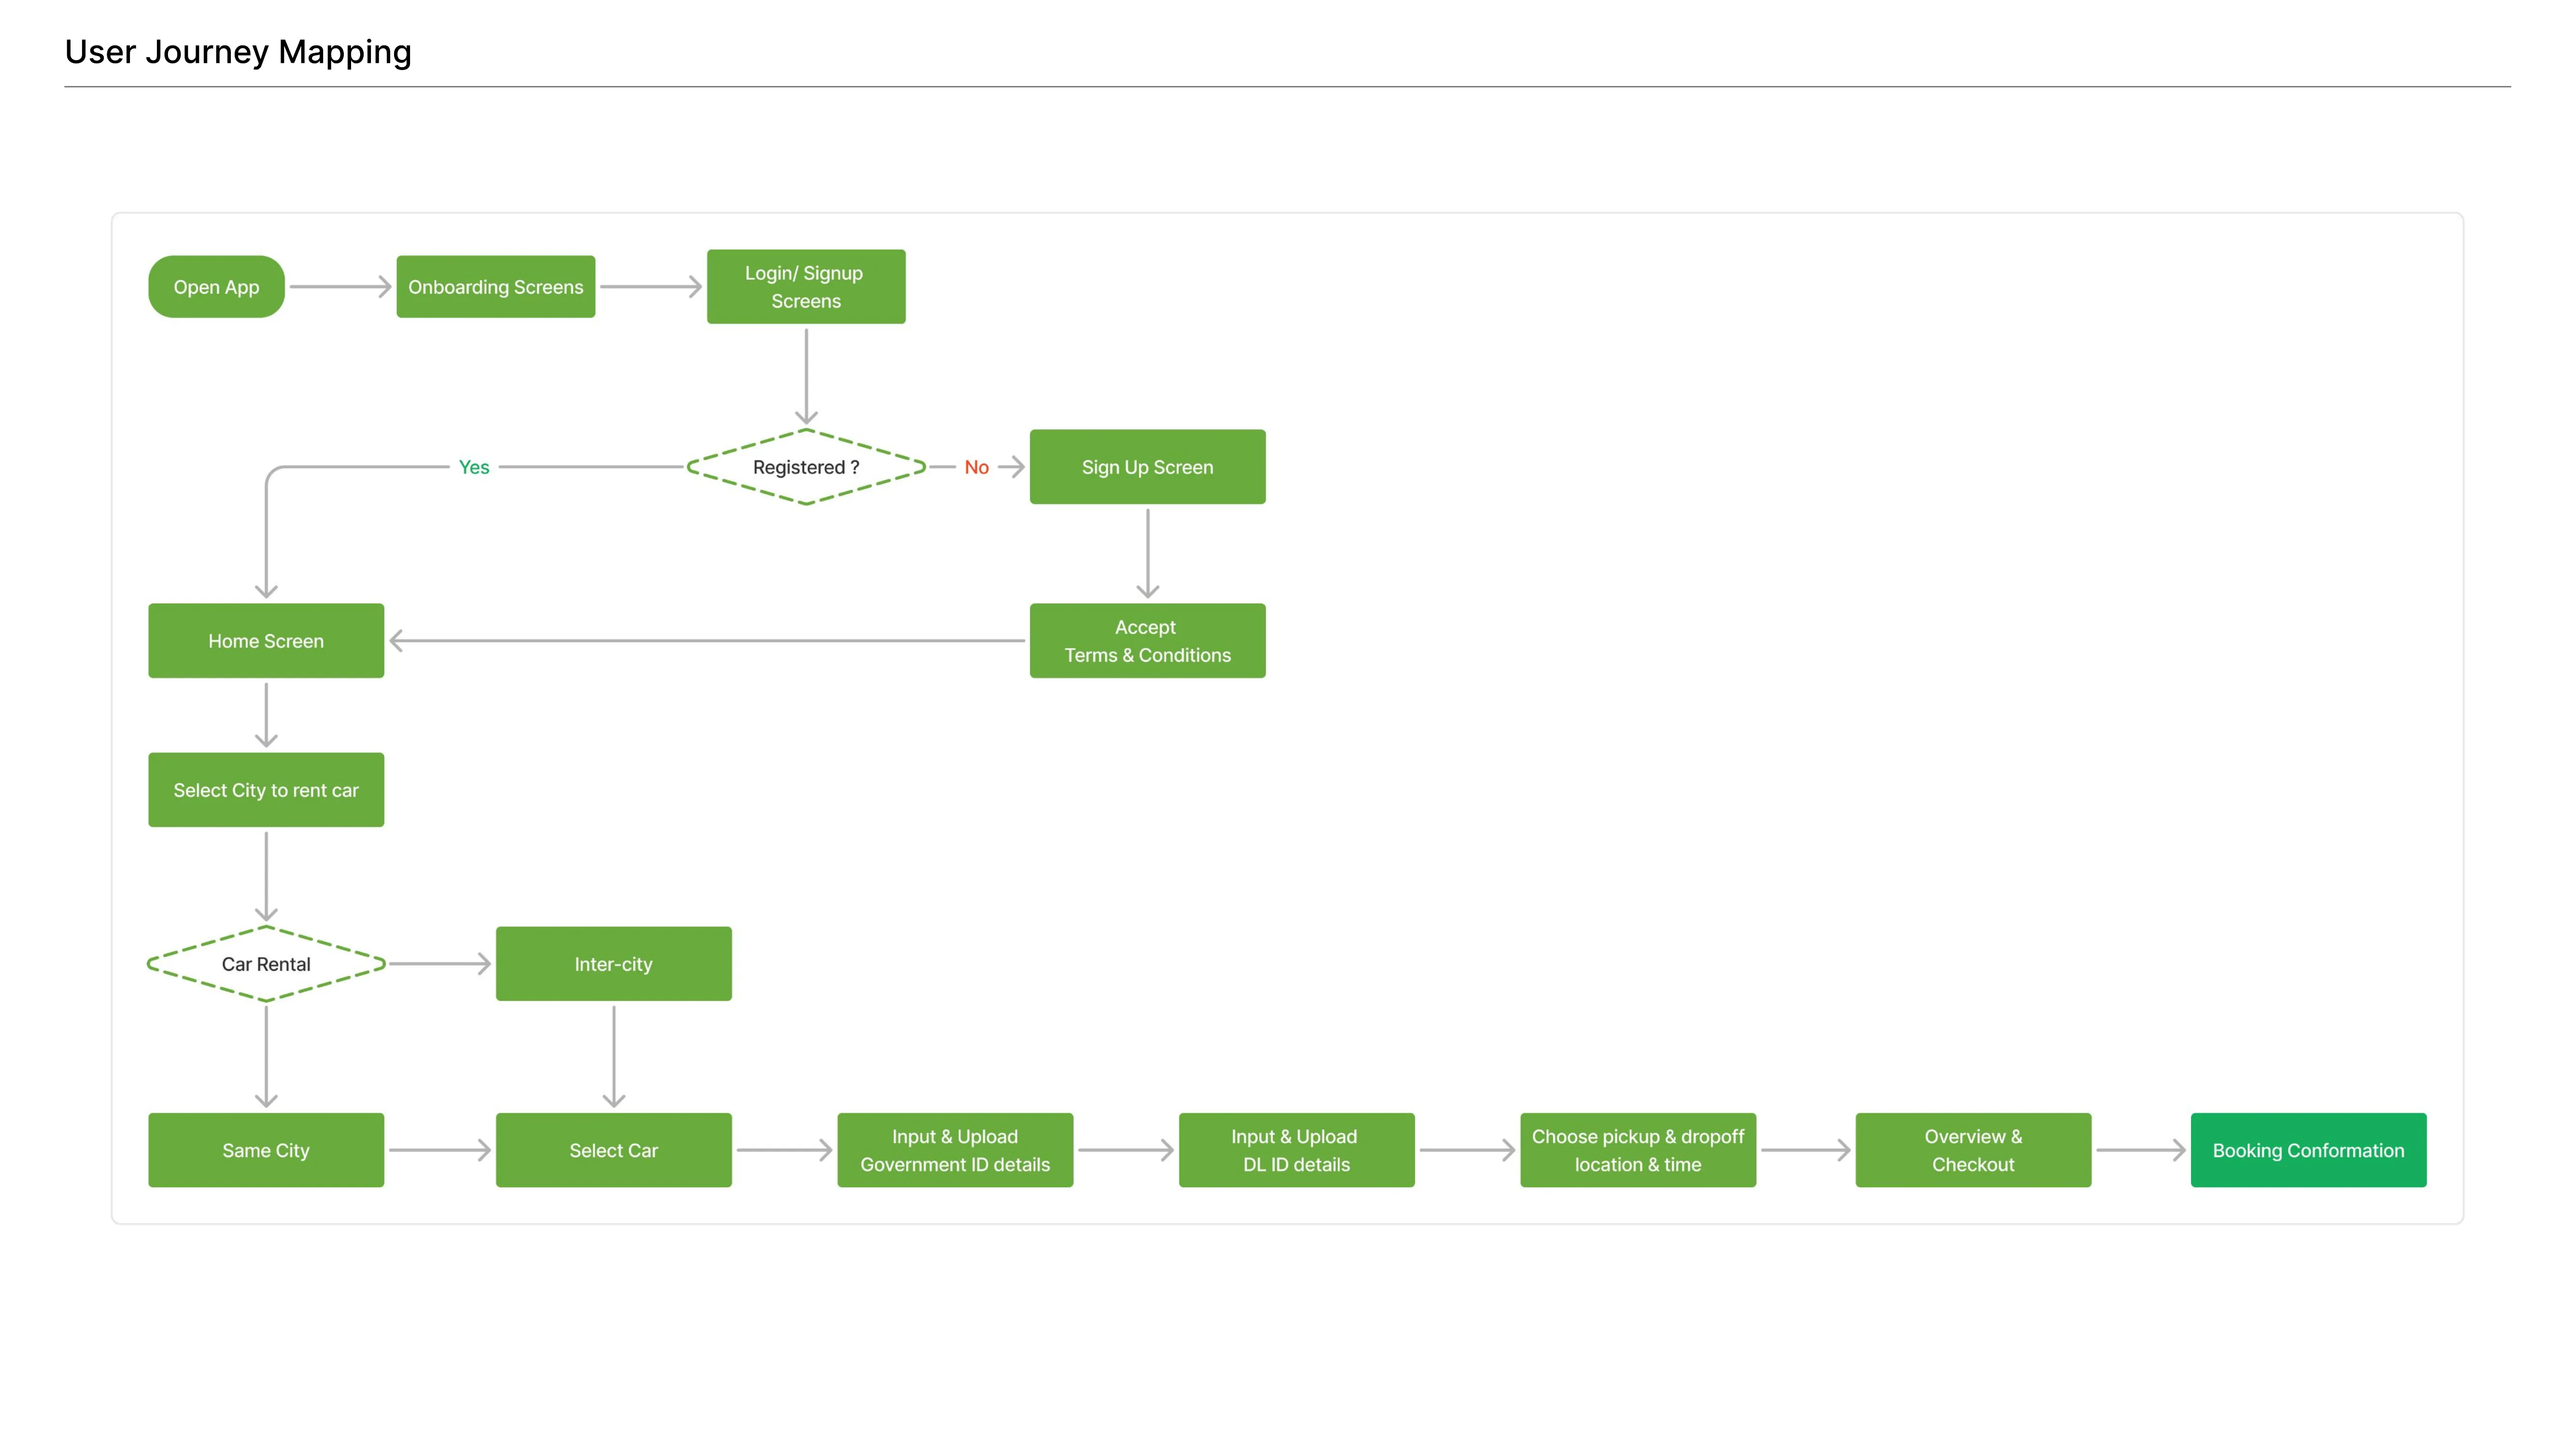 User Journey Mapping
Open App
Onboarding Screens
Login/ Signup
Screens
Yes
Registered ?
No
Sign Up Screen
Home Screen
Accept
Terms & Conditions
Select City to rent car
Car Rental
Inter-city
Same City
Select Car
Input & Upload
Government ID details
Input & Upload
DL ID details
Choose pickup & dropoff
location & time
Overview &
Checkout
Booking Conformation